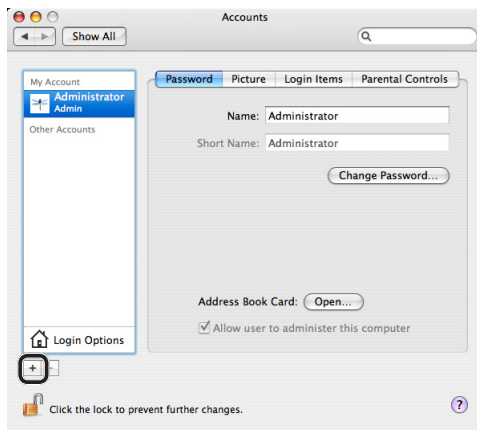 Accounts
Show All
My Account
Administrator
Admin
Other Accounts
Login Options
Password Picture Login Items Parental Controls
Name: Administrator
Short Name: Administrator
Change Password...
Address Book Card: Open...
Allow user to administer this computer
+ -
Click the lock to prevent further changes.
?